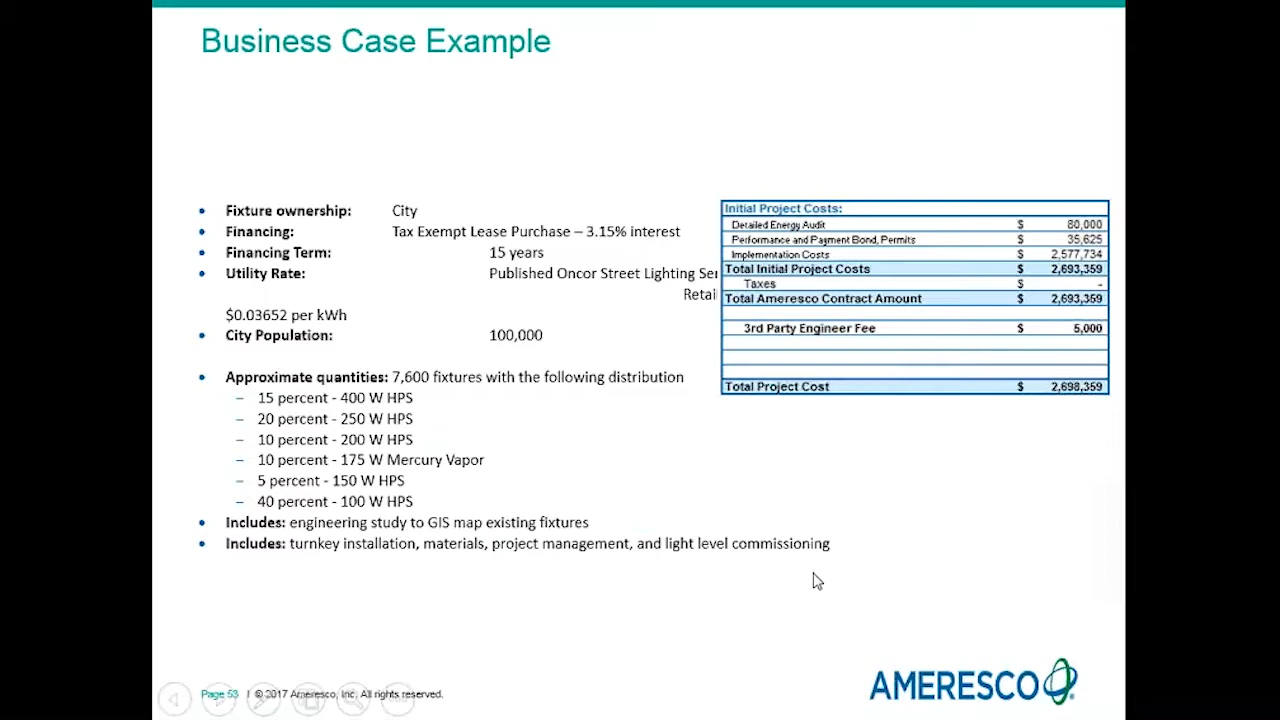 Business Case Example
• Fixture ownership: City
• Financing: Tax Exempt Lease Purchase – 3.15% interest
• Financing Term: 15 years
• Utility Rate: Published Oncor Street Lighting
Retail
$0.03652 per kWh
• City Population: 100,000
• Approximate quantities: 7,600 fixtures with the following distribution
– 15 percent - 400 W HPS
– 20 percent - 250 W HPS
– 10 percent - 200 W HPS
– 10 percent - 175 W Mercury Vapor
– 5 percent - 150 W HPS
– 40 percent - 100 W HPS
• Includes: engineering study to GIS map existing fixtures
• Includes: turnkey installation, materials, project management, and light level commissioning
Initial Project Costs:
Detailed Energy Audit $ 80,000
Performance and Payment Bond, Permits $ 35,625
Implementation Costs $ 2,577,734
Total Initial Project Costs $ 2,693,359
Taxes $ -
Total Ameresco Contract Amount $ 2,693,359
3rd Party Engineer Fee $ 5,000
Total Project Cost $ 2,698,359
Page 53 | © 2017 Ameresco, Inc. All rights reserved.
AMERESCO